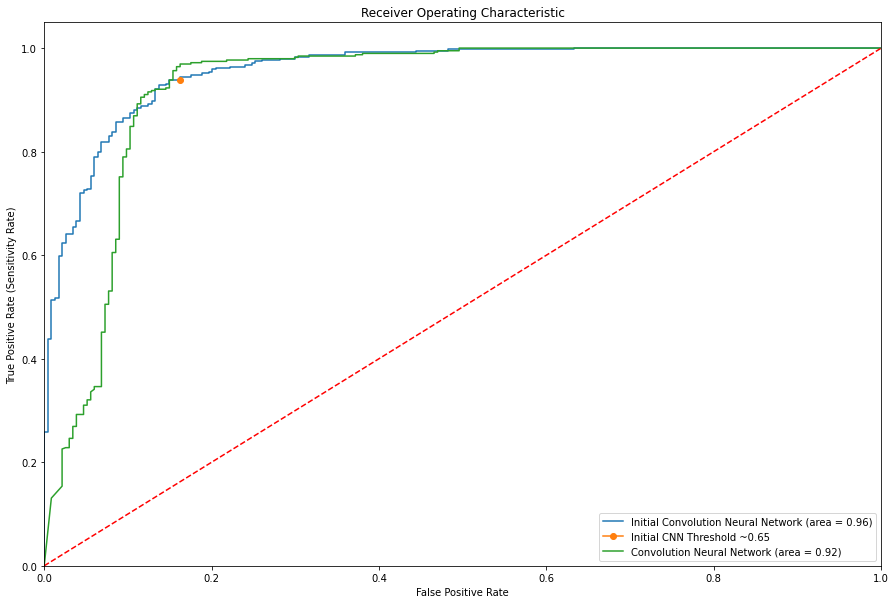 Receiver Operating Characteristic
True Positive Rate (Sensitivity Rate)
1.0
0.8
0.6
0.4
0.2
0.0
Initial Convolution Neural Network (area = 0.96)
Initial CNN Threshold ~0.65
Convolution Neural Network (area = 0.92)
0.0 0.2 0.4 0.6 0.8 1.0
False Positive Rate